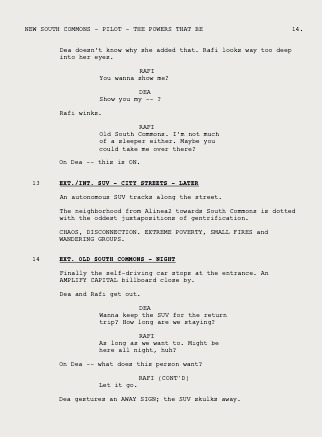 NEW SOUTH COMMONS - PILOT - THE POWERS THAT BE 14.
Dea doesn't know why she added that. Rafi looks way too deep
into her eyes.
RAFI
You wanna show me?
DEA
Show you my -- ?
Rafi winks.
RAFI
Old South Commons. I'm not much
of a sleeper either. Maybe you
could take me over there?
On Dea -- this is ON.
13 EXT./INT. SUV - CITY STREETS - LATER
An autonomous SUV tracks along the street.
The neighborhood from Alinea2 towards South Commons is dotted
with the oddest juxtapositions of gentrification.
CHAOS, DISCONNECTION. EXTREME POVERTY, SMALL FIRES and
WANDERING GROUPS.
14 EXT. OLD SOUTH COMMONS - NIGHT
Finally the self-driving car stops at the entrance. An
AMPLIFY CAPITAL billboard close by.
Dea and Rafi get out.
DEA
Wanna keep the SUV for the return
trip? How long are we staying?
RAFI
As long as we want to. Might be
here all night, huh?
On Dea -- what does this person want?
RAFI (CONT'D)
Let it go.
Dea gestures an AWAY SIGN; the SUV skulks away.